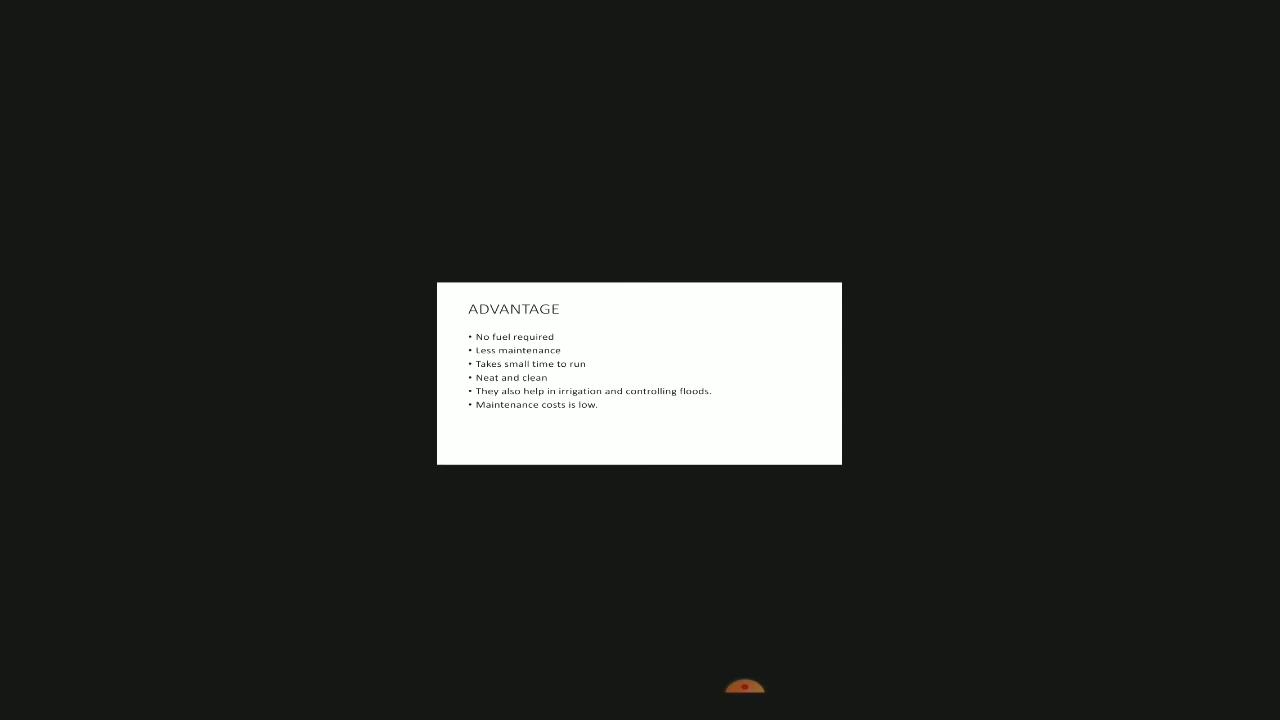 ADVANTAGE
• No fuel required
• Less maintenance
• Takes small time to run
• Neat and clean
• They also help in irrigation and controlling floods.
• Maintenance costs is low.